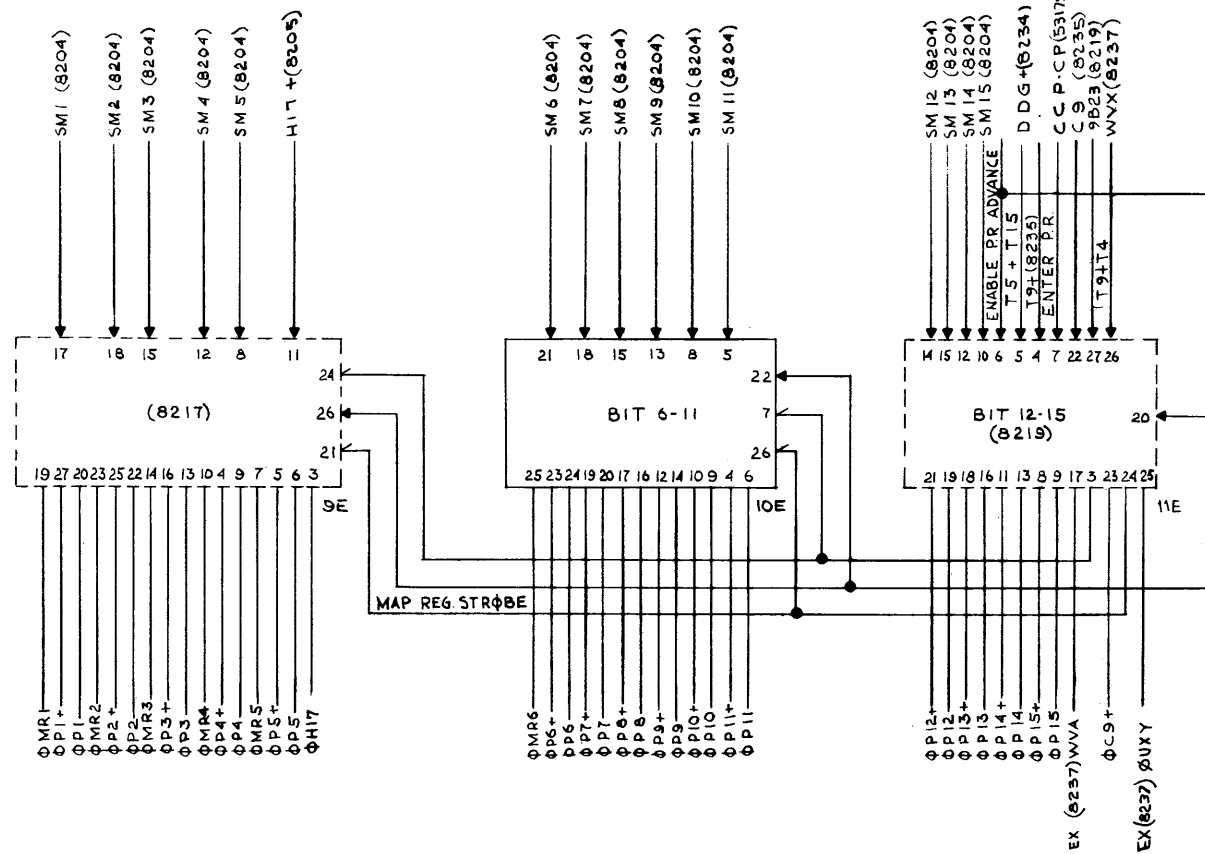 SM1 (8204)
SM2 (8204)
SM3 (8204)
SM4 (8204)
SM5 (8204)
H17 +(8205)
SM6 (8204)
SM7 (8204)
SM8 (8204)
SM9 (8204)
SM10 (8204)
SM11 (8204)
SM12 (8204)
SM13 (8204)
SM14 (8204)
SM15 (8204)
ENABLE P.R ADVANCE
T5 + T15
DDG+(8234)
T9+(8235)
ENTER P.R.
CCP-CP(5317
C9 (8235)
9B23 (8219)
T9+T4
WVX(8237)
17 18 15 12 8 11
24
26
21
(8217)
19 27 20 23 25 22 14 16 13 10 4 9 7 5 6 3
9E
21 18 15 13 8 5
22
7
26
BIT 6-11
25 23 24 19 20 17 16 12 14 10 9 4 6
10E
14 15 12 10 6 5 4 7 22 27 26
20
BIT 12-15
(8219)
21 19 18 16 11 13 8 9 17 3 23 24 25
11E
MAP REG. STRØBE
ΦMR1
ΦP1+
ΦP1
ΦMR2
ΦP2+
ΦP2
ΦMR3
ΦP3+
ΦP3
ΦMR4
ΦP4+
ΦP4
ΦMR5
ΦP5+
ΦP5
ΦH17
ΦMR6
ΦP6+
ΦP6
ΦP7+
ΦP7
ΦP8+
ΦP8
ΦP9+
ΦP9
ΦP10+
ΦP10
ΦP11+
ΦP11
ΦP12+
ΦP12
ΦP13+
ΦP13
ΦP14+
ΦP14
ΦP15+
ΦP15
EX (8237) WVA
ΦC9+
EX(8237) ØUXY